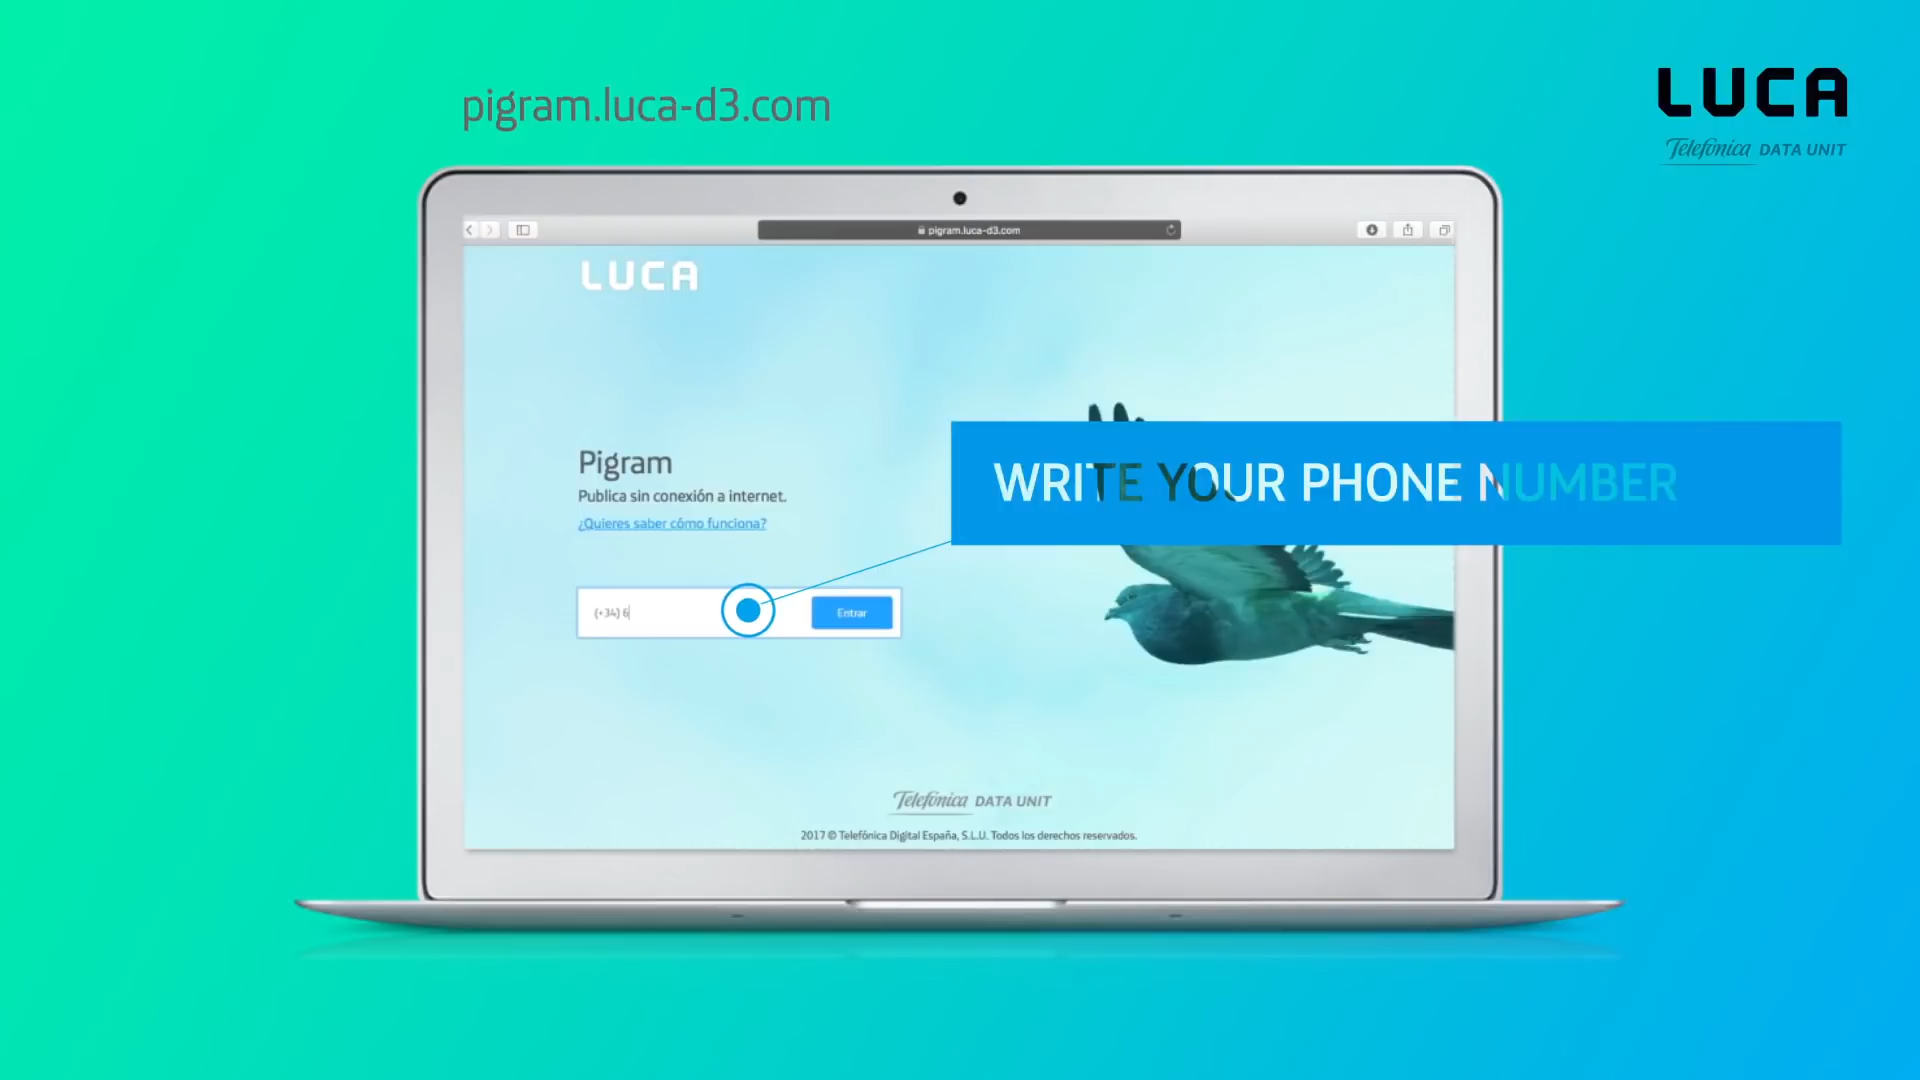 pigram.luca-d3.com
LUCA
Telefónica DATA UNIT
pigram.luca-d3.com
LUCA
Pigram
Publica sin conexión a internet.
¿Quieres saber cómo funciona?
WRITE YOUR PHONE NUMBER
(+34) 6
Entrar
Telefónica DATA UNIT
2017 © Telefónica Digital España, S.L.U. Todos los derechos reservados.